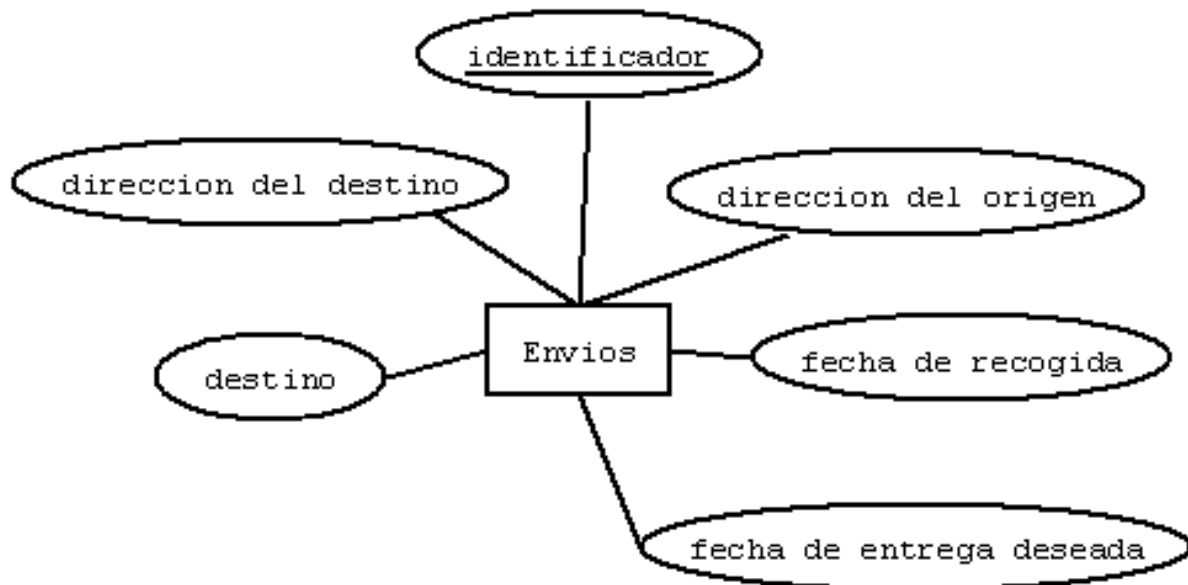 identificador
direccion del destino
direccion del origen
Envios
fecha de recogida
destino
fecha de entrega deseada